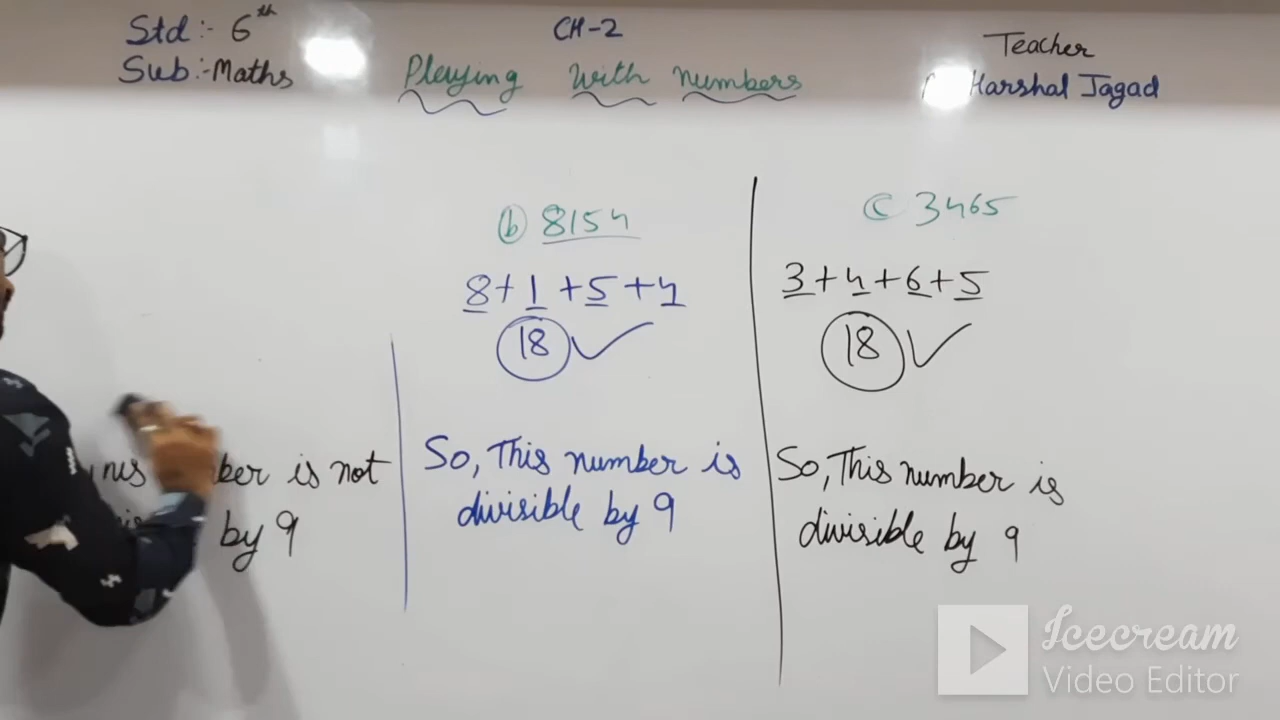 Std:- 6th
Sub:- Maths
CH-2
Playing With Numbers
Teacher
Harshal Jagad
is not
by 9
b 8154
8+1+5+4
18
So, This number is
divisible by 9
c 3465
3+4+6+5
18
So, This number is
divisible by 9
Icecream
Video Editor